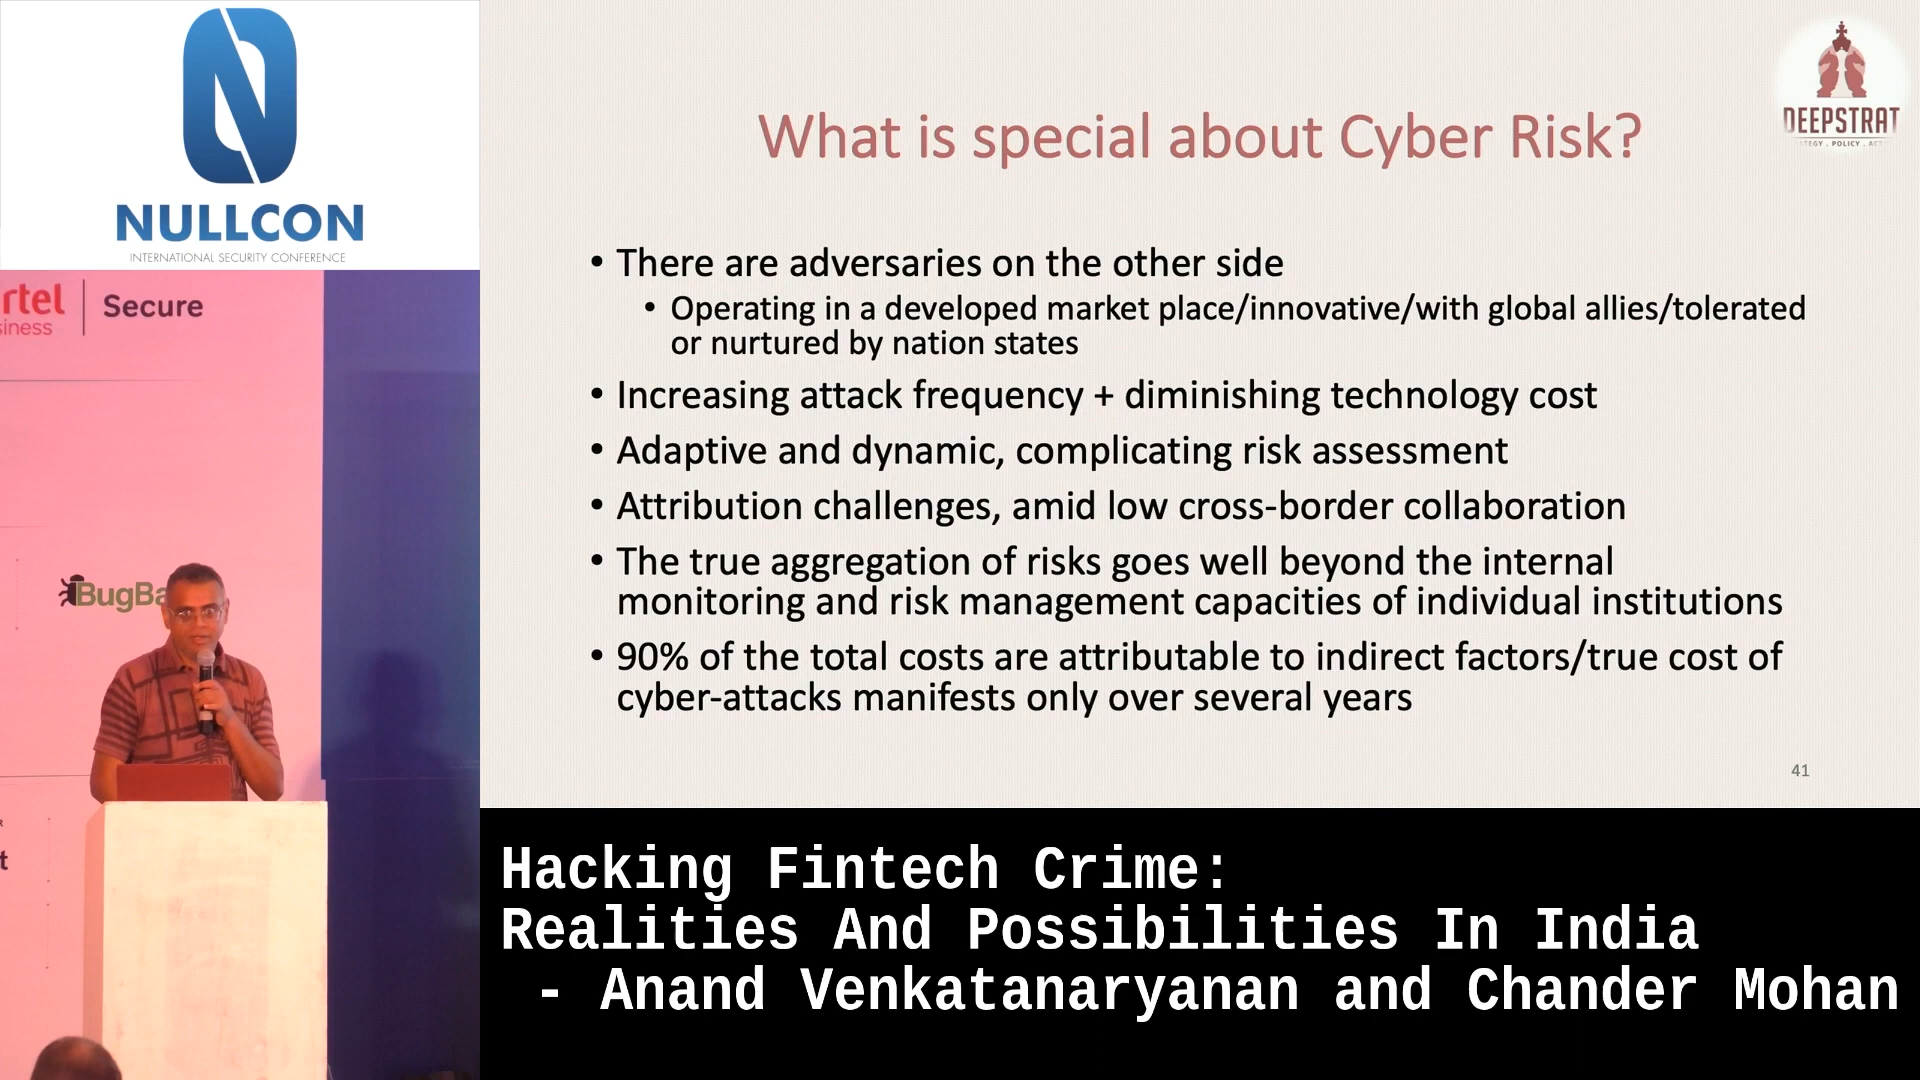 NULLCON
INTERNATIONAL SECURITY CONFERENCE
rtel
siness
Secure
BugBa
What is special about Cyber Risk?
DEEPSTRAT
TEGY . POLICY . ACT
• There are adversaries on the other side
• Operating in a developed market place/innovative/with global allies/tolerated
or nurtured by nation states
• Increasing attack frequency + diminishing technology cost
• Adaptive and dynamic, complicating risk assessment
• Attribution challenges, amid low cross-border collaboration
• The true aggregation of risks goes well beyond the internal
monitoring and risk management capacities of individual institutions
• 90% of the total costs are attributable to indirect factors/true cost of
cyber-attacks manifests only over several years
41
Hacking Fintech Crime:
Realities And Possibilities In India
- Anand Venkatanaryanan and Chander Mohan